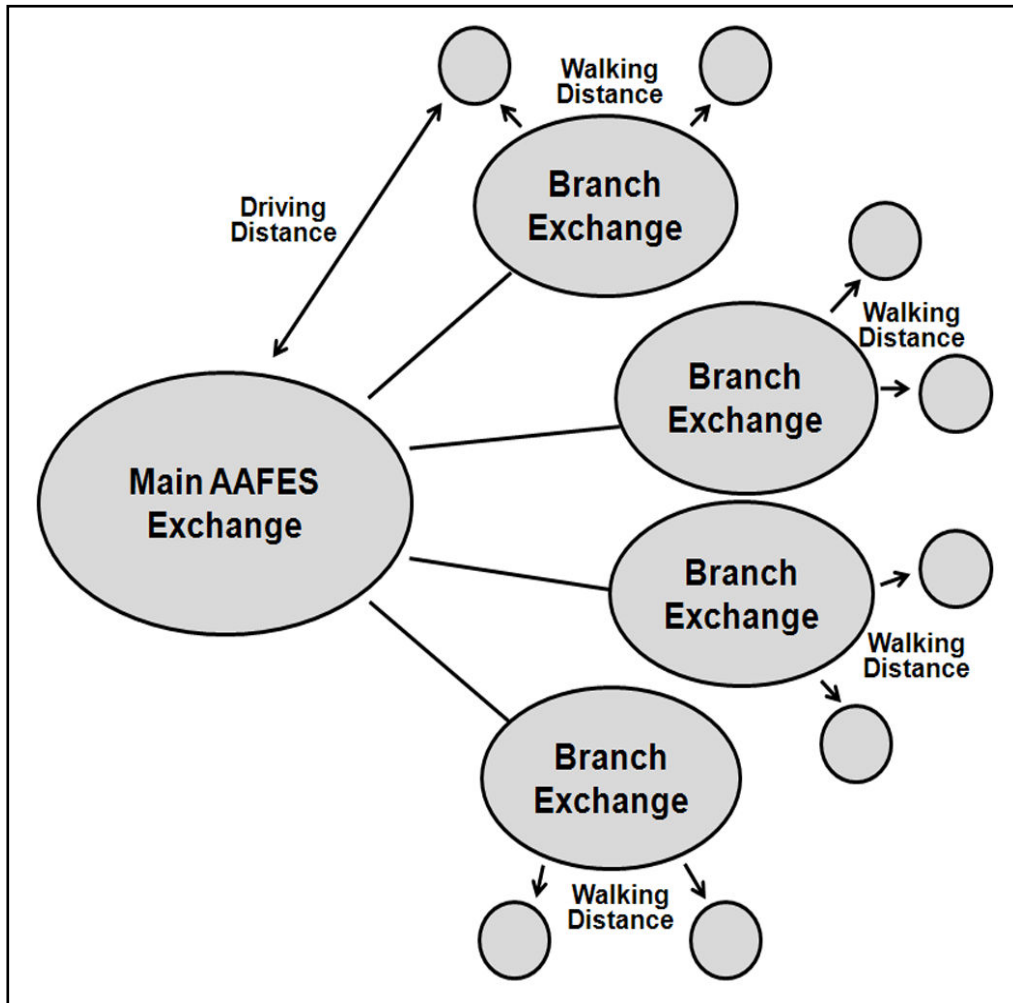 Walking
Distance
Branch
Exchange
Driving
Distance
Walking
Distance
Branch
Exchange
Main AAFES
Exchange
Branch
Exchange
Walking
Distance
Branch
Exchange
Walking
Distance